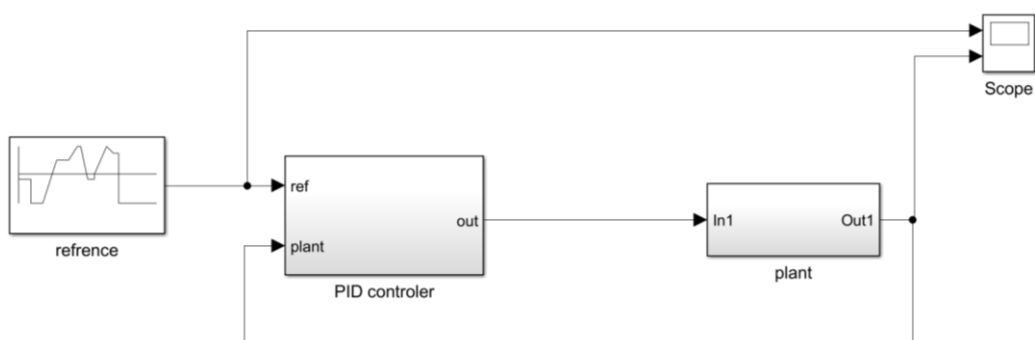 Scope
refrence
ref
plant
out
PID controler
In1
Out1
plant